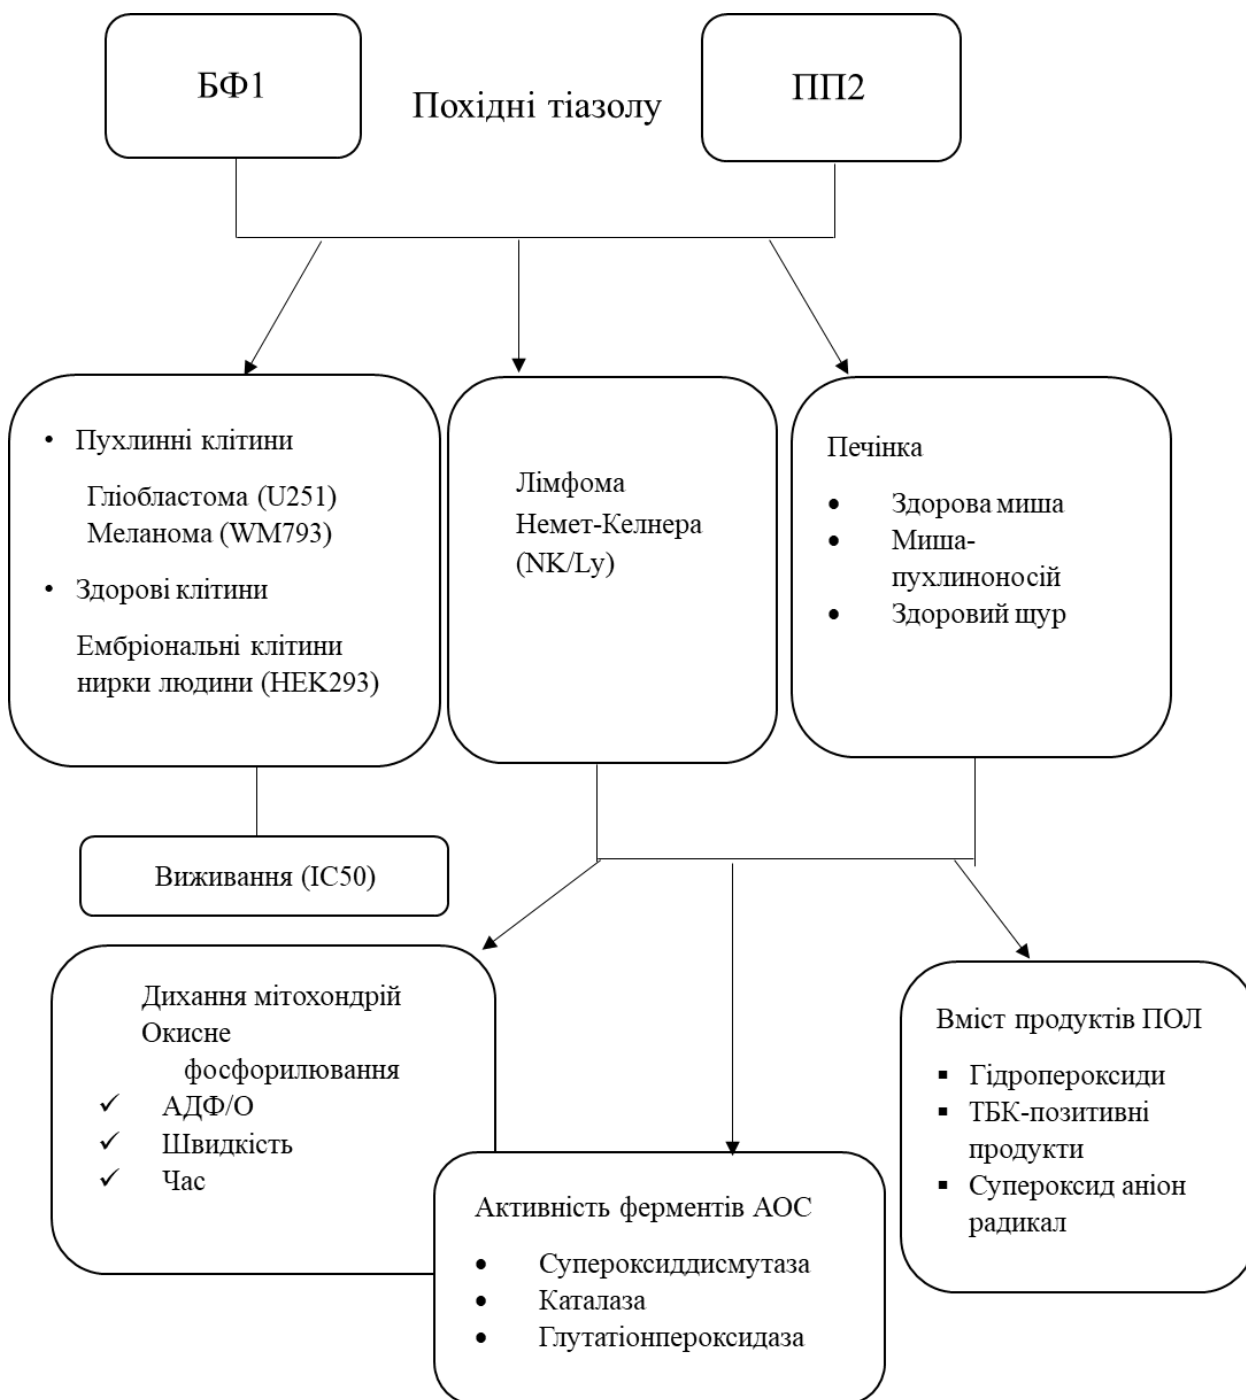 БФ1
Похідні тіазолу
ПП2
• Пухлинні клітини
Гліобластома (U251)
Меланома (WM793)
• Здорові клітини
Ембріональні клітини
нирки людини (HEK293)
Лімфома
Немет-Келнера
(NK/Ly)
Печінка
• Здорова миша
• Миша-
пухлиноносій
• Здоровий щур
Виживання (IC50)
Дихання мітохондрій
Окисне
фосфорилювання
✓ АДФ/О
✓ Швидкість
✓ Час
Активність ферментів АОС
• Супероксиддисмутаза
• Каталаза
• Глутатіонпероксидаза
Вміст продуктів ПОЛ
▪ Гідропероксиди
▪ ТБК-позитивні
продукти
▪ Супероксид аніон
радикал